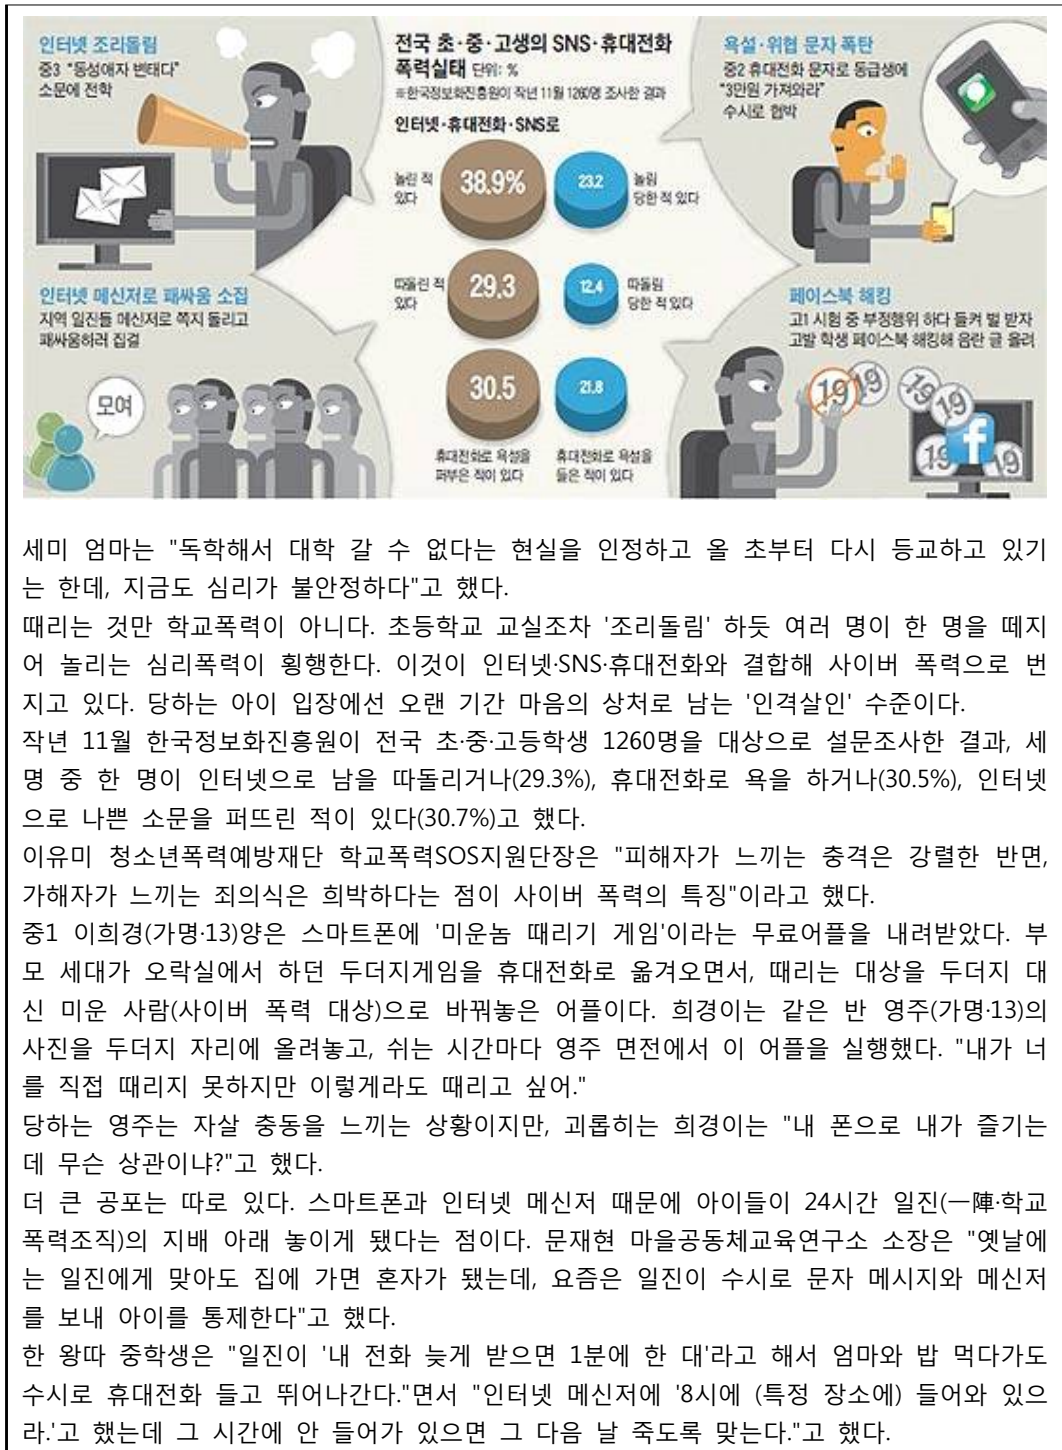 인터넷 조리돌림
중3 "동성애자 변태다"
소문에 전학
전국 초·중·고생의 SNS·휴대전화
폭력실태 단위: %
※한국정보화진흥원이 작년 11월 1260명 조사한 결과
인터넷·휴대전화·SNS로
놀린 적
있다
38.9%
23.2
놀림
당한 적 있다
따돌린 적
있다
29.3
12.4
따돌림
당한 적 있다
30.5
21.8
휴대전화로 욕설을
퍼부은 적이 있다
휴대전화로 욕설을
들은 적이 있다
욕설·위협 문자 폭탄
중2 휴대전화 문자로 동급생에
"3만원 가져와라"
수시로 협박
인터넷 메신저로 패싸움 소집
지역 일진들 메신저로 쪽지 돌리고
패싸움하러 집결
모여
페이스북 해킹
고1 시험 중 부정행위 하다 들켜 벌 받자
고발 학생 페이스북 해킹해 음란 글 올려
19
19
19
19
19
19
f
세미 엄마는 "독학해서 대학 갈 수 없다는 현실을 인정하고 올 초부터 다시 등교하고 있기
는 한데, 지금도 심리가 불안정하다"고 했다.
때리는 것만 학교폭력이 아니다. 초등학교 교실조차 '조리돌림' 하듯 여러 명이 한 명을 떼지
어 놀리는 심리폭력이 횡행한다. 이것이 인터넷·SNS·휴대전화와 결합해 사이버 폭력으로 번
지고 있다. 당하는 아이 입장에선 오랜 기간 마음의 상처로 남는 '인격살인' 수준이다.
작년 11월 한국정보화진흥원이 전국 초·중·고등학생 1260명을 대상으로 설문조사한 결과, 세
명 중 한 명이 인터넷으로 남을 따돌리거나(29.3%), 휴대전화로 욕을 하거나(30.5%), 인터넷
으로 나쁜 소문을 퍼뜨린 적이 있다(30.7%)고 했다.
이유미 청소년폭력예방재단 학교폭력SOS지원단장은 "피해자가 느끼는 충격은 강렬한 반면,
가해자가 느끼는 죄의식은 희박하다는 점이 사이버 폭력의 특징"이라고 했다.
중1 이희경(가명·13)양은 스마트폰에 '미운놈 때리기 게임'이라는 무료어플을 내려받았다. 부
모 세대가 오락실에서 하던 두더지게임을 휴대전화로 옮겨오면서, 때리는 대상을 두더지 대
신 미운 사람(사이버 폭력 대상)으로 바꿔놓은 어플이다. 희경이는 같은 반 영주(가명·13)의
사진을 두더지 자리에 올려놓고, 쉬는 시간마다 영주 면전에서 이 어플을 실행했다. "내가 너
를 직접 때리지 못하지만 이렇게라도 때리고 싶어."
당하는 영주는 자살 충동을 느끼는 상황이지만, 괴롭히는 희경이는 "내 폰으로 내가 즐기는
데 무슨 상관이냐?"고 했다.
더 큰 공포는 따로 있다. 스마트폰과 인터넷 메신저 때문에 아이들이 24시간 일진(一陣·학교
폭력조직)의 지배 아래 놓이게 됐다는 점이다. 문재현 마을공동체교육연구소 소장은 "옛날에
는 일진에게 맞아도 집에 가면 혼자가 됐는데, 요즘은 일진이 수시로 문자 메시지와 메신저
를 보내 아이를 통제한다"고 했다.
한 왕따 중학생은 "일진이 '내 전화 늦게 받으면 1분에 한 대'라고 해서 엄마와 밥 먹다가도
수시로 휴대전화 들고 뛰어나간다."면서 "인터넷 메신저에 '8시에 (특정 장소에) 들어와 있으
라.'고 했는데 그 시간에 안 들어가 있으면 그 다음 날 죽도록 맞는다."고 했다.